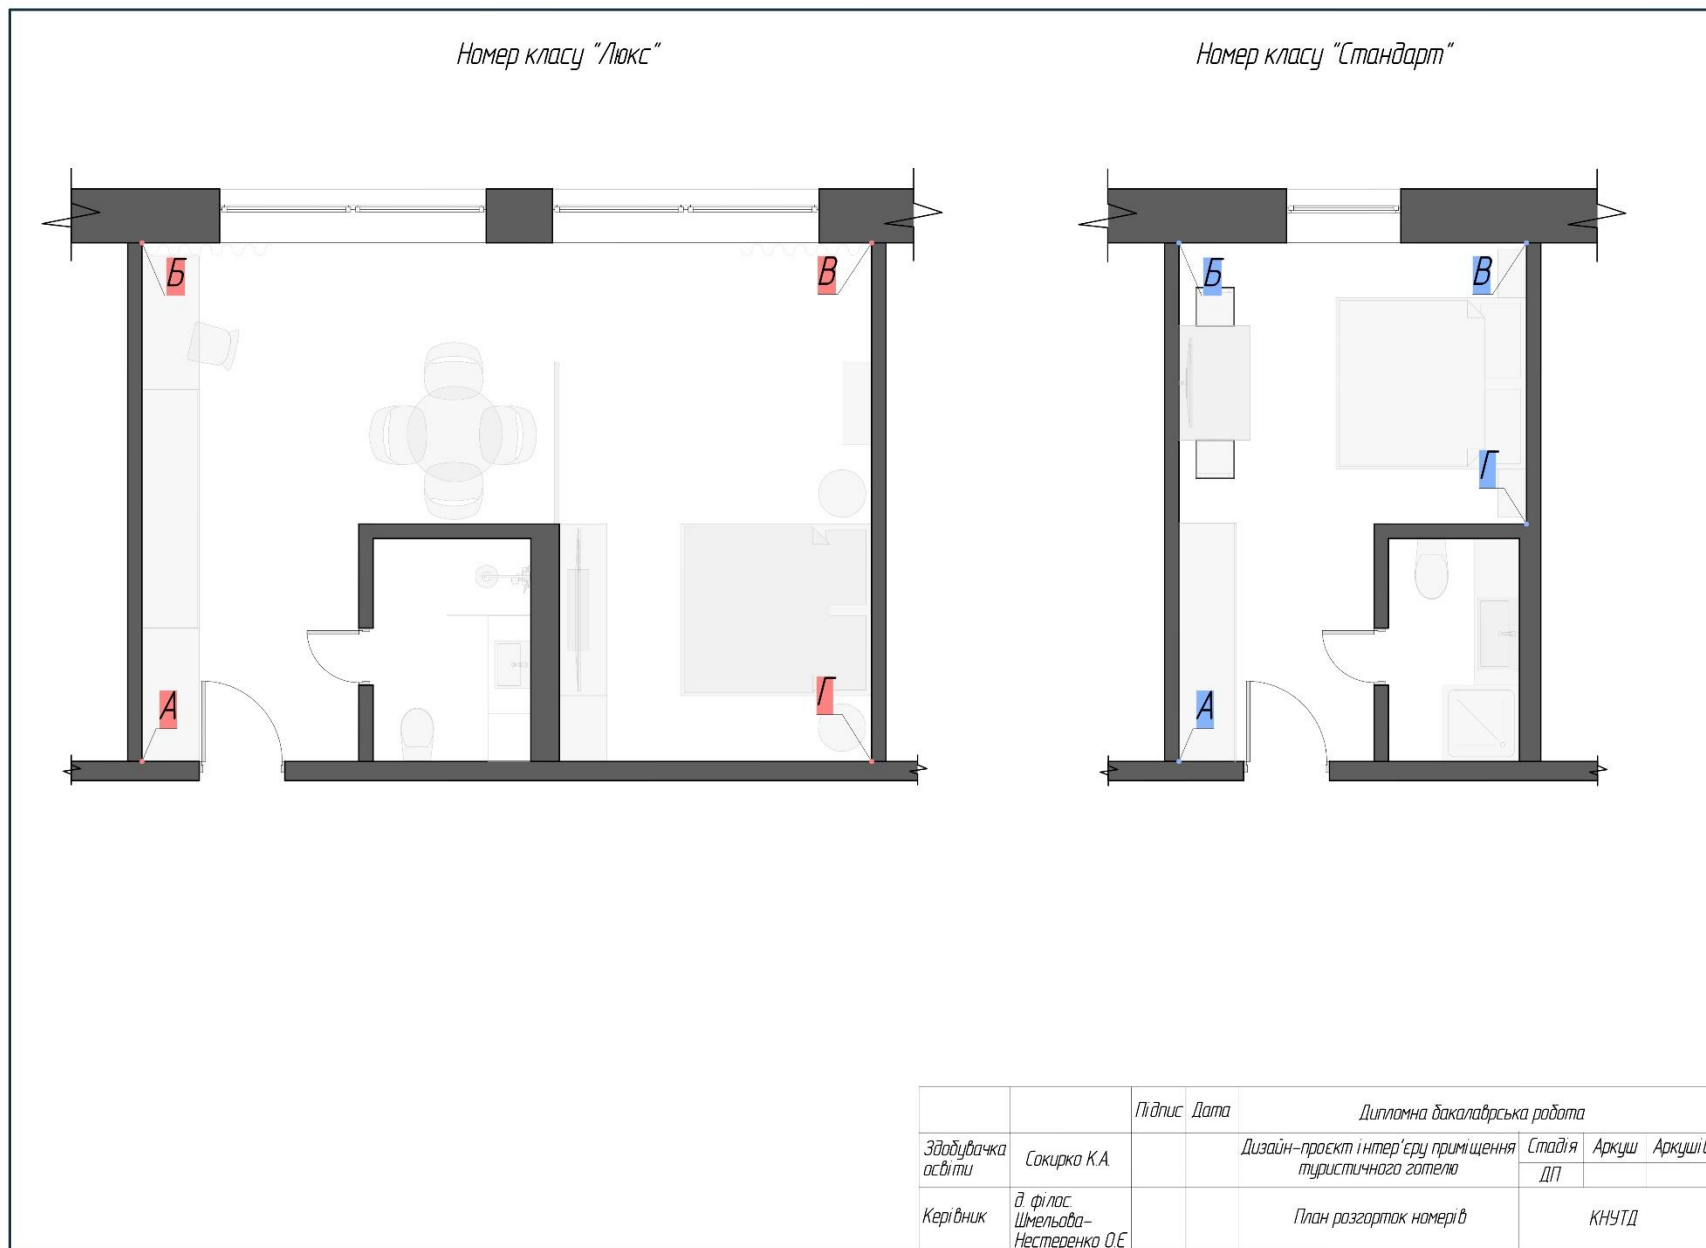 Номер класу "Люкс"
Номер класу "Стандарт"
Б
В
Б
В
Г
А
Г
А
Підпис Дата Дипломна бакалаврська робота
Здобувачка освіти Сокирко К.А. Дизайн-проєкт інтер'єру приміщення туристичного готелю Стадія Аркуш
ДП
Керівник д. філос. Шмельова-Нестеренко О.Є План розгорток номерів КНУТД